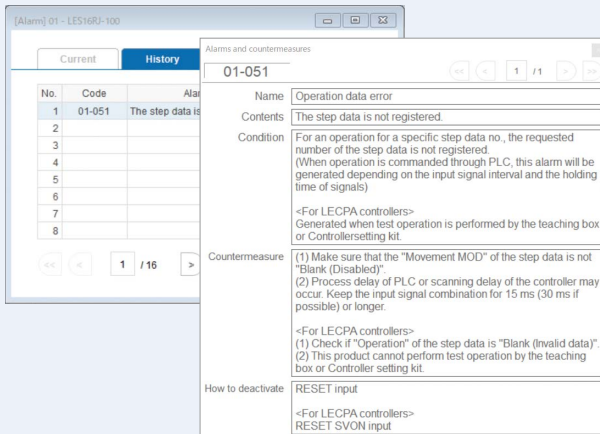 [Alarm] 01 - LES16RJ-100
Current
History
No.
Code
1
01-051
The step data is
2
3
4
5
6
7
8
<<
<
1
/ 16
>
Alarms and countermeasures
01-051
<<
<
1
/ 1
>
>>
Name
Operation data error
Contents
The step data is not registered.
Condition
For an operation for a specific step data no., the requested
number of the step data is not registered.
(When operation is commanded through PLC, this alarm will be
generated depending on the input signal interval and the holding
time of signals)
<For LECPA controllers>
Generated when test operation is performed by the teaching box
or Controllersetting kit.
Countermeasure
(1) Make sure that the "Movement MOD" of the step data is not
"Blank (Disabled)".
(2) Process delay of PLC or scanning delay of the controller may
occur. Keep the input signal combination for 15 ms (30 ms if
possible) or longer.
<For LECPA controllers>
(1) Check if "Operation" of the step data is "Blank (Invalid data)".
(2) This product cannot perform test operation by the teaching
box or Controller setting kit.
How to deactivate
RESET input
<For LECPA controllers>
RESET SVON input